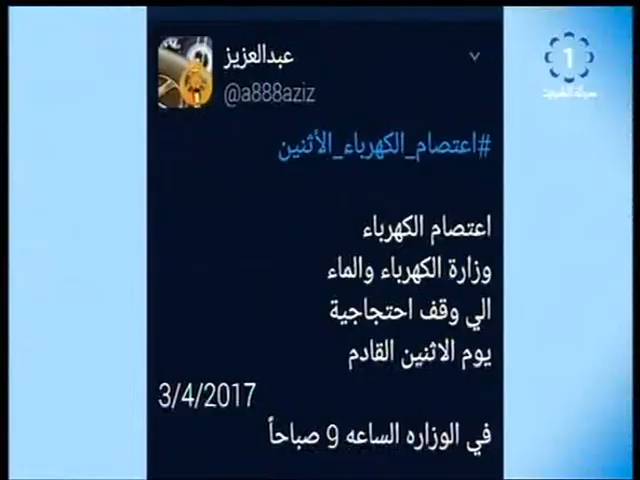 عبدالعزيز
@a888aziz
#اعتصام_الكهرباء_الأثنين
اعتصام الكهرباء
وزارة الكهرباء والماء
الي وقف احتجاجية
يوم الاثنين القادم
3/4/2017
في الوزاره الساعه 9 صباحاً
1